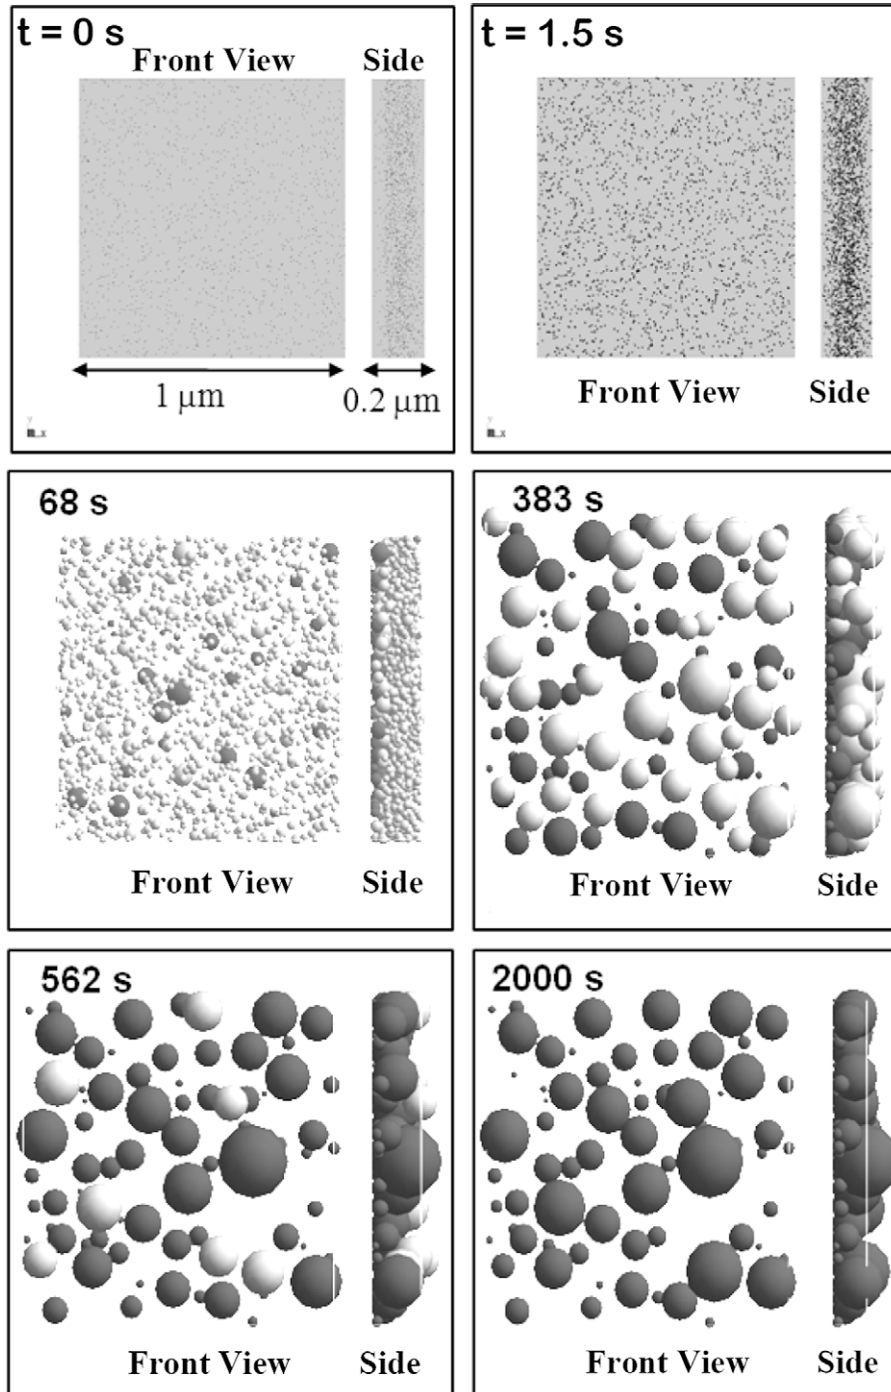 t = 0 s
Front View Side
1 μm 0.2 μm
y
x
t = 1.5 s
Front View Side
y
x
68 s
Front View Side
383 s
Front View Side
562 s
Front View Side
2000 s
Front View Side